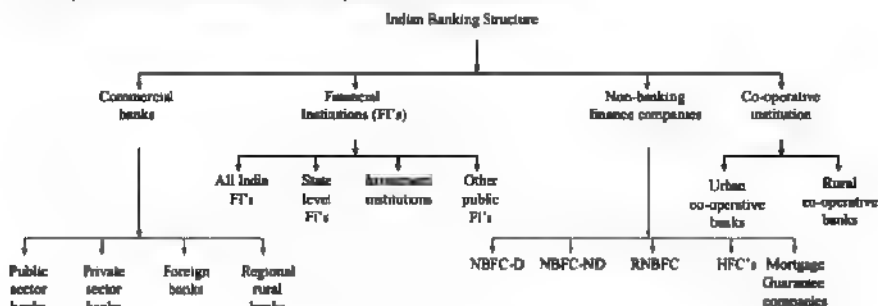 Indian Banking Structure
Commercial
banks
Financial
Institutions (FI's)
Non-banking
finance companies
Co-operative
institution
All India
FI's
State
level
FI's
institutions
Other
public
FI's
Urban
co-operative
banks
Rural
co-operative
banks
Public
sector
banks
Private
sector
banks
Foreign
banks
Regional
rural
banks
NBFC-D
NBFC-ND
RNBFC
HFC's
Mortgage
Guarantee
companies